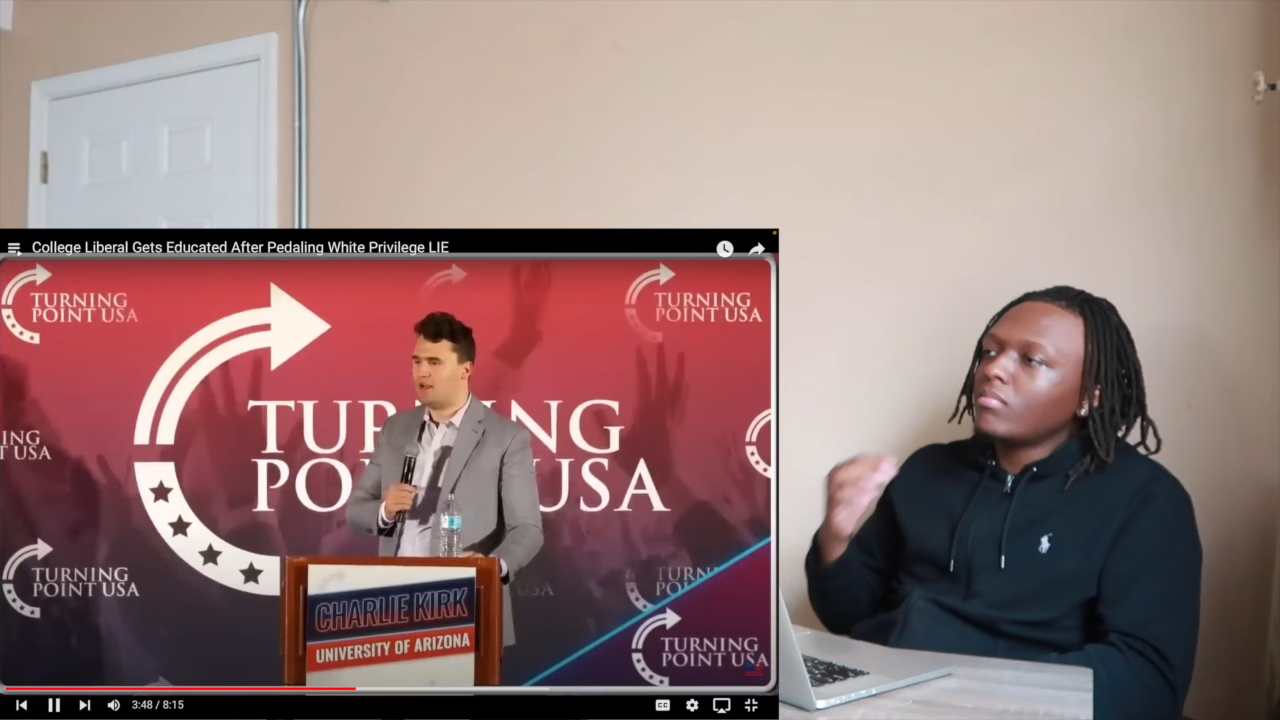 College Liberal Gets Educated After Pedaling White Privilege LIE
TURNING
POINT USA
TURNING
POINT USA
TURNING
POINT USA
TURNING
POINT USA
CHARLIE KIRK
UNIVERSITY OF ARIZONA
TURNING
POINT USA
3:48 / 8:15
CC